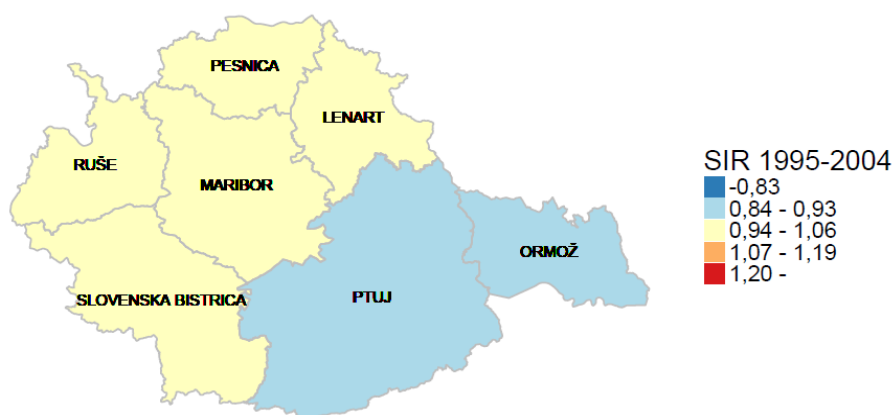 PESNICA
LENART
RUŠE
MARIBOR
ORMOŽ
SLOVENSKA BISTRICA
PTUJ
SIR 1995-2004
-0,83
0,84 - 0,93
0,94 - 1,06
1,07 - 1,19
1,20 -